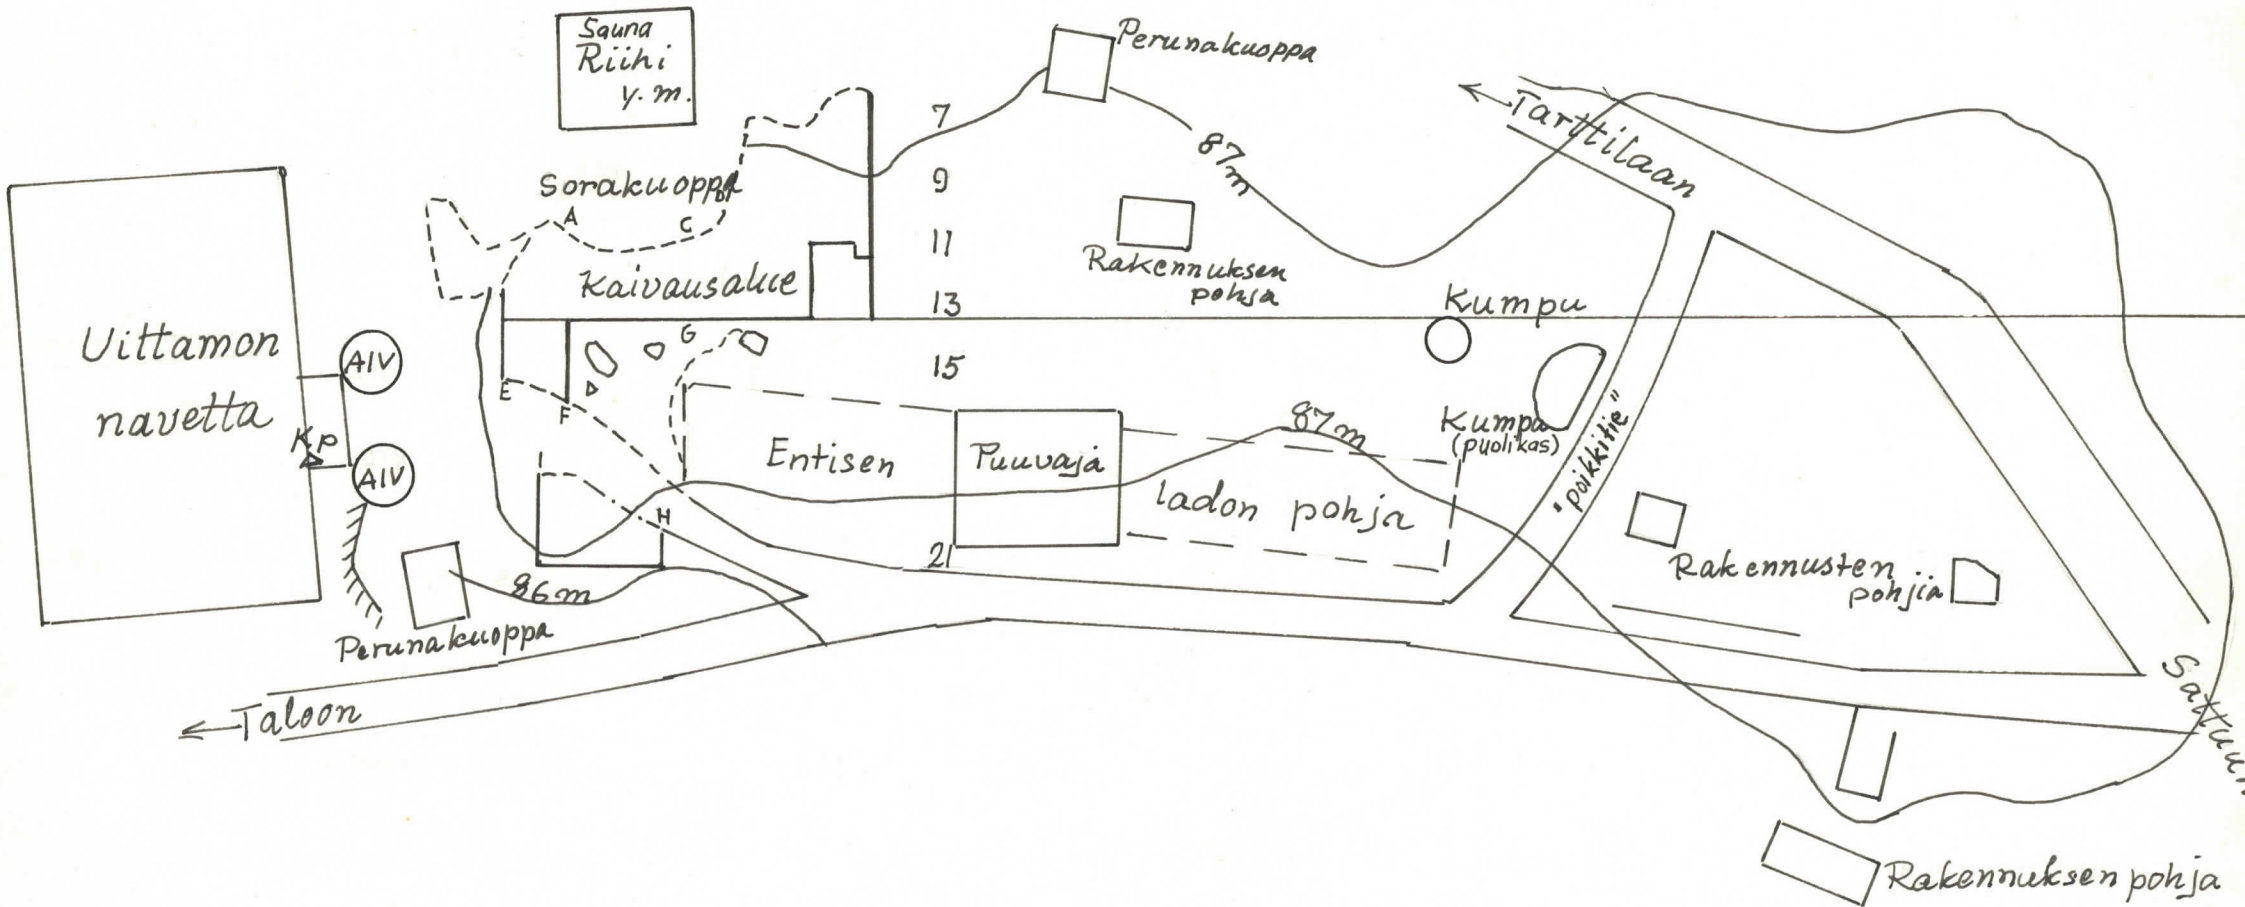 Sauna
Riihi
y.m.
Perunakuoppa
7
87m
Tarttilaan
Sorakuoppa
9
A
C
11
Rakennuksen
pohja
Kaivausalue
13
Kumpu
Uittamon
navetta
AIV
G
15
E
F
Kp
AIV
Entisen
Puuvaja
87m
Kumpu
(puolikas)
"poikkitie"
ladon pohja
H
21
Rakennusten
pohjia
86m
Perunakuoppa
Taloon
Sattuun
Rakennuksen pohja